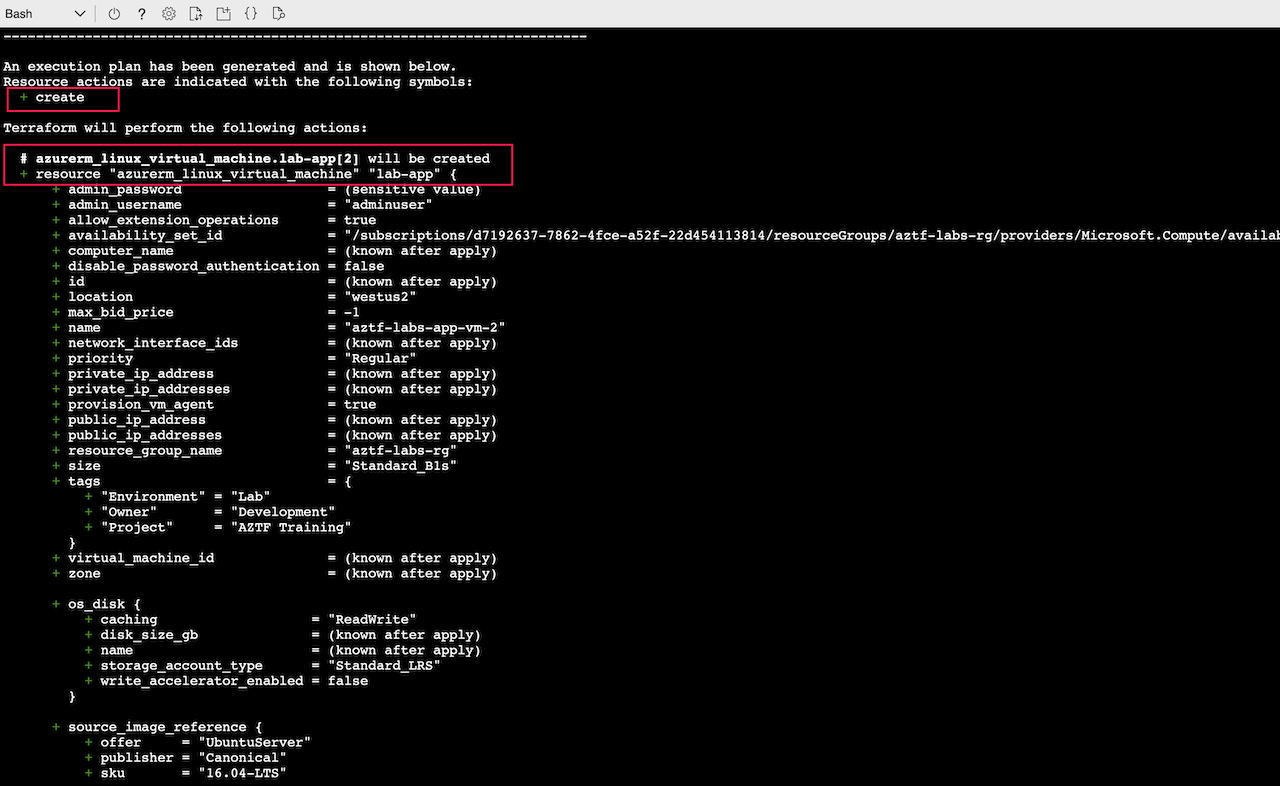 Bash
------------------------------------------------------------------------
An execution plan has been generated and is shown below.
Resource actions are indicated with the following symbols:
  + create
Terraform will perform the following actions:
  # azurerm_linux_virtual_machine.lab-app[2] will be created
  + resource "azurerm_linux_virtual_machine" "lab-app" {
      + admin_password                  = (sensitive value)
      + admin_username                  = "adminuser"
      + allow_extension_operations      = true
      + availability_set_id             = "/subscriptions/d7192637-7862-4fce-a52f-22d454113814/resourceGroups/aztf-labs-rg/providers/Microsoft.Compute/availab
      + computer_name                   = (known after apply)
      + disable_password_authentication = false
      + id                              = (known after apply)
      + location                        = "westus2"
      + max_bid_price                   = -1
      + name                            = "aztf-labs-app-vm-2"
      + network_interface_ids           = (known after apply)
      + priority                        = "Regular"
      + private_ip_address              = (known after apply)
      + private_ip_addresses            = (known after apply)
      + provision_vm_agent              = true
      + public_ip_address               = (known after apply)
      + public_ip_addresses             = (known after apply)
      + resource_group_name             = "aztf-labs-rg"
      + size                            = "Standard_B1s"
      + tags                            = {
          + "Environment" = "Lab"
          + "Owner"       = "Development"
          + "Project"     = "AZTF Training"
        }
      + virtual_machine_id              = (known after apply)
      + zone                            = (known after apply)
      + os_disk {
          + caching                   = "ReadWrite"
          + disk_size_gb              = (known after apply)
          + name                      = (known after apply)
          + storage_account_type      = "Standard_LRS"
          + write_accelerator_enabled = false
        }
      + source_image_reference {
          + offer     = "UbuntuServer"
          + publisher = "Canonical"
          + sku       = "16.04-LTS"